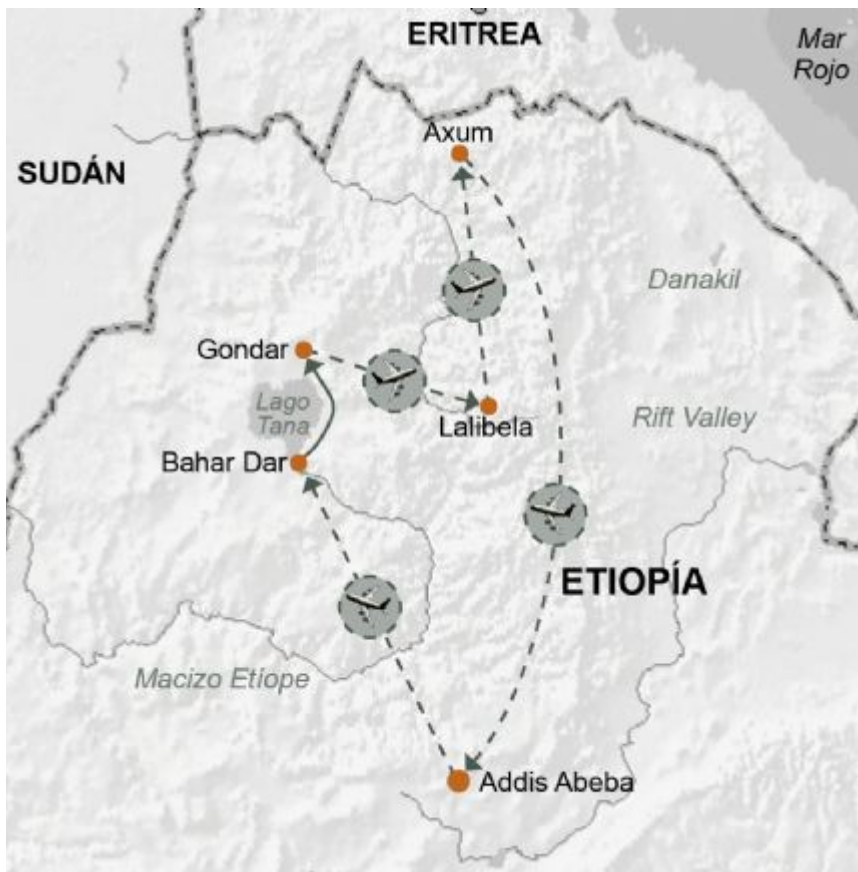 ERITREA
Mar
Rojo
Axum
SUDÁN
Danakil
Gondar
Lago
Tana
Lalibela
Rift Valley
Bahar Dar
ETIOPÍA
Macizo Etíope
Addis Abeba